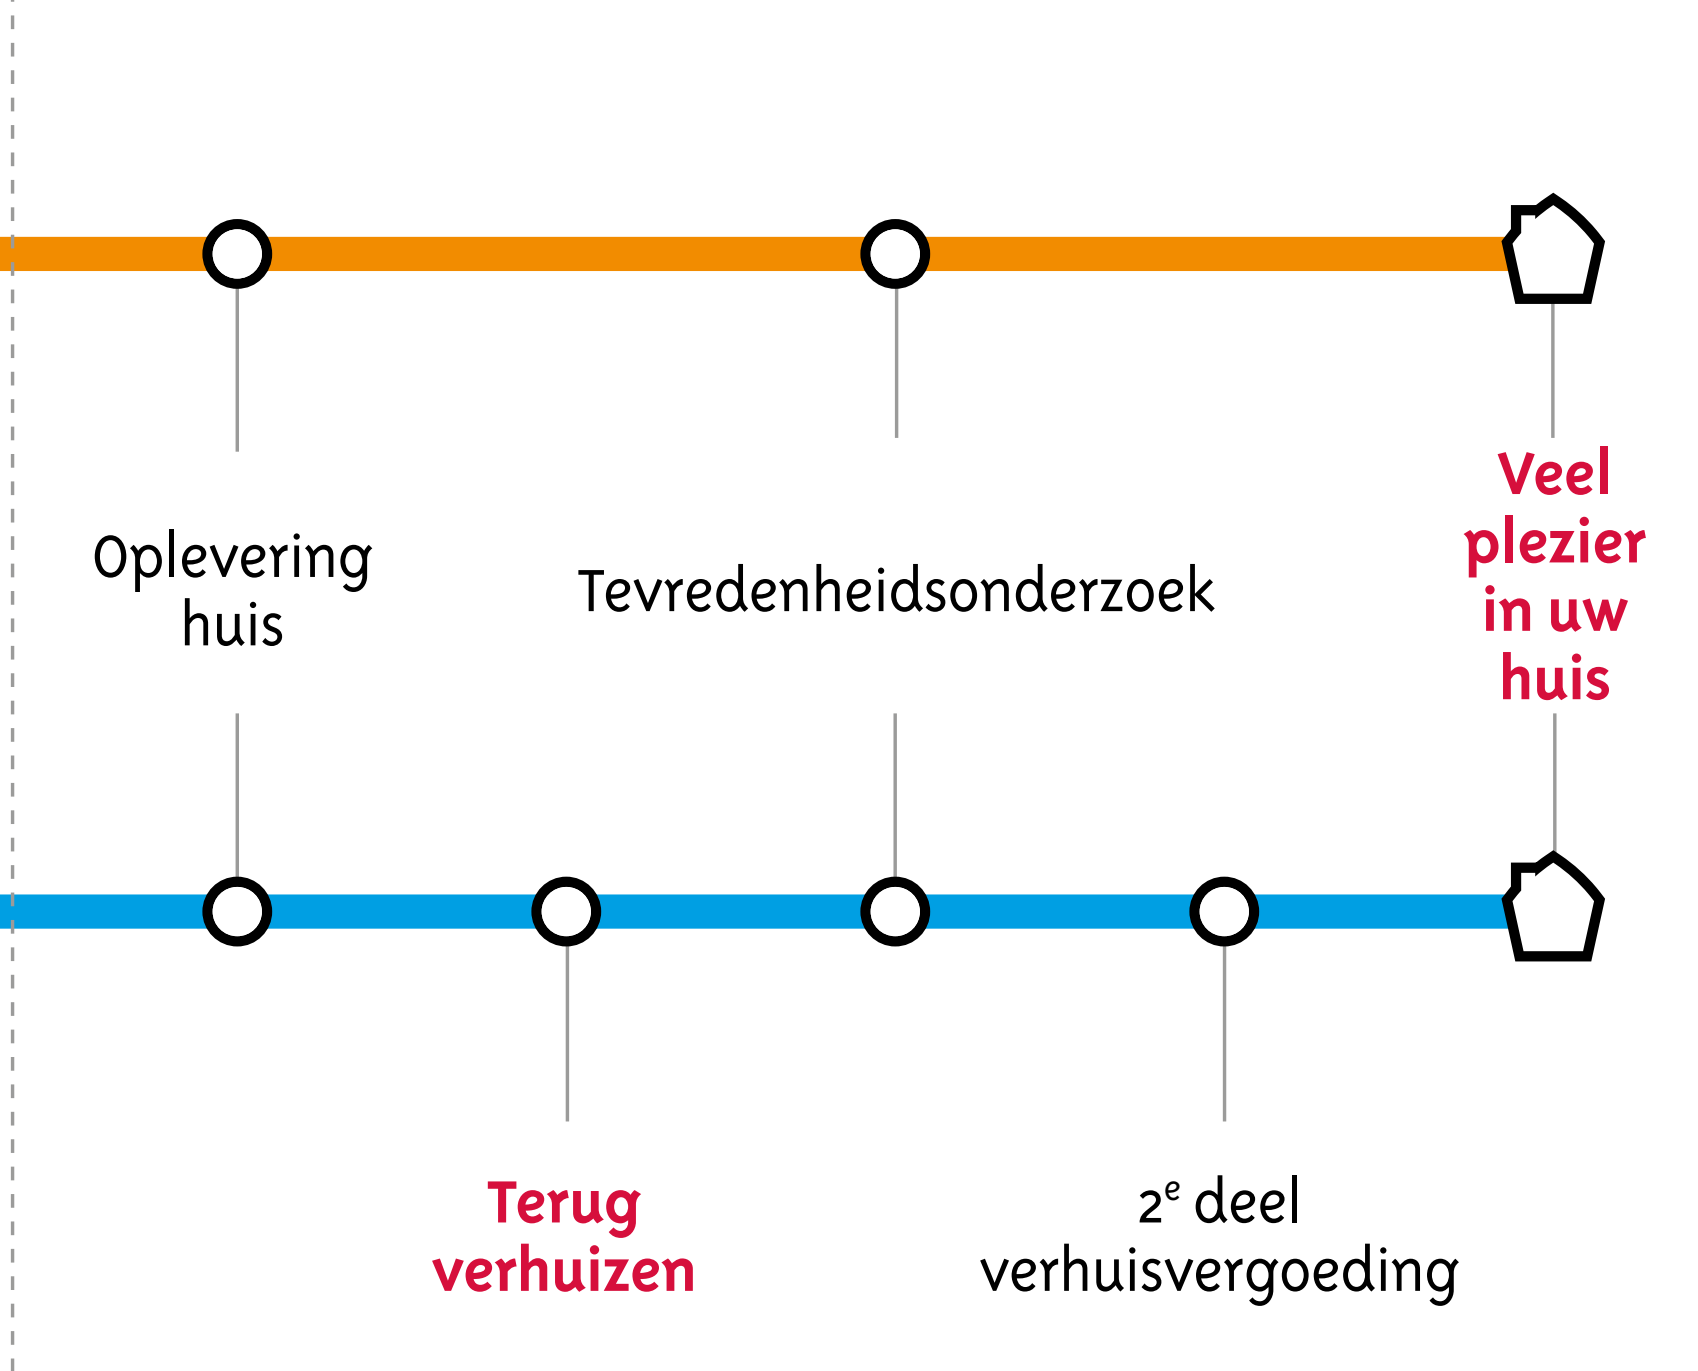 Oplevering
huis
Tevredenheidsonderzoek
Veel
plezier
in uw
huis
Terug
verhuizen
2e deel
verhuisvergoeding